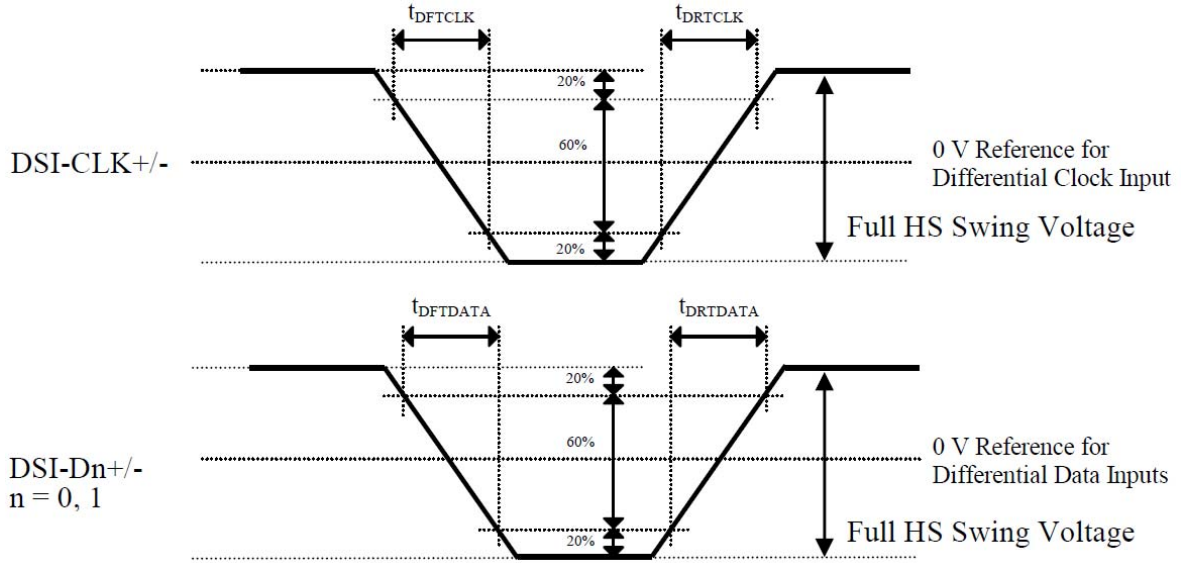 tDFTCLK
tDRTCLK
20%
60%
20%
DSI-CLK+/-
0 V Reference for
Differential Clock Input
Full HS Swing Voltage
tDFTDATA
tDRTDATA
20%
60%
20%
DSI-Dn+/-
n = 0, 1
0 V Reference for
Differential Data Inputs
Full HS Swing Voltage